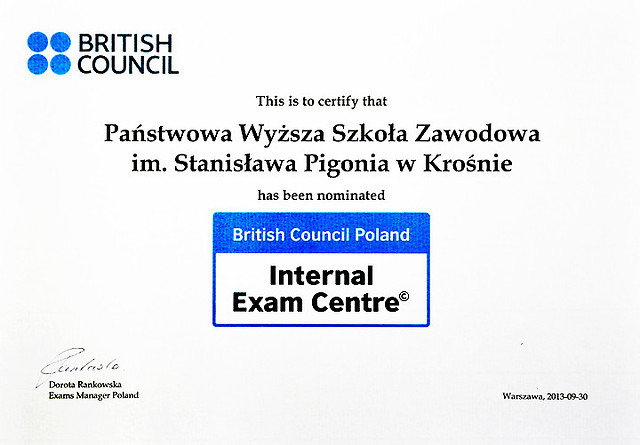 BRITISH
COUNCIL
This is to certify that
Państwowa Wyższa Szkoła Zawodowa
im. Stanisława Pigonia w Krośnie
has been nominated
British Council Poland
Internal
Exam Centre©
Dorota Rankowska
Exams Manager Poland
Warszawa, 2013-09-30